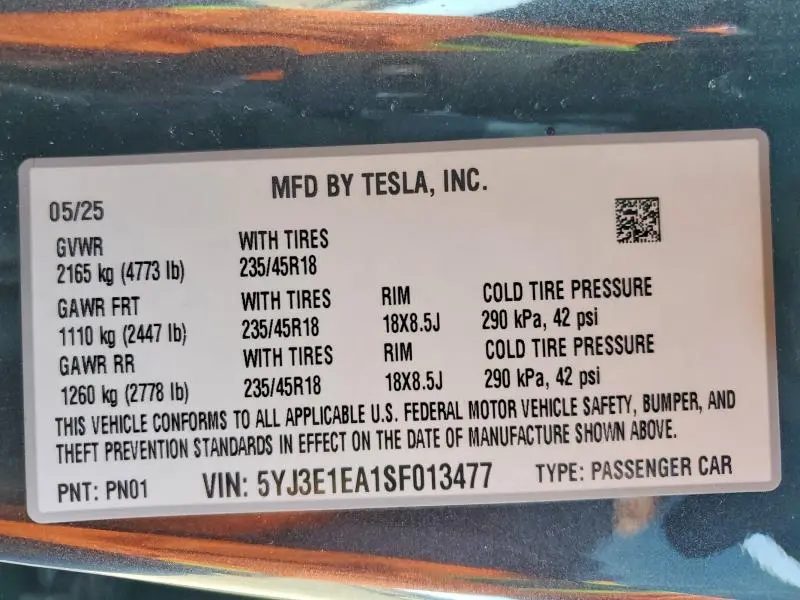 MFD BY TESLA, INC.
05/25
GVWR WITH TIRES
2165 kg (4773 lb) 235/45R18
GAWR FRT WITH TIRES RIM COLD TIRE PRESSURE
1110 kg (2447 lb) 235/45R18 18X8.5J 290 kPa, 42 psi
GAWR RR WITH TIRES RIM COLD TIRE PRESSURE
1260 kg (2778 lb) 235/45R18 18X8.5J 290 kPa, 42 psi
THIS VEHICLE CONFORMS TO ALL APPLICABLE U.S. FEDERAL MOTOR VEHICLE SAFETY, BUMPER, AND
THEFT PREVENTION STANDARDS IN EFFECT ON THE DATE OF MANUFACTURE SHOWN ABOVE.
PNT: PN01 VIN: 5YJ3E1EA1SF013477 TYPE: PASSENGER CAR